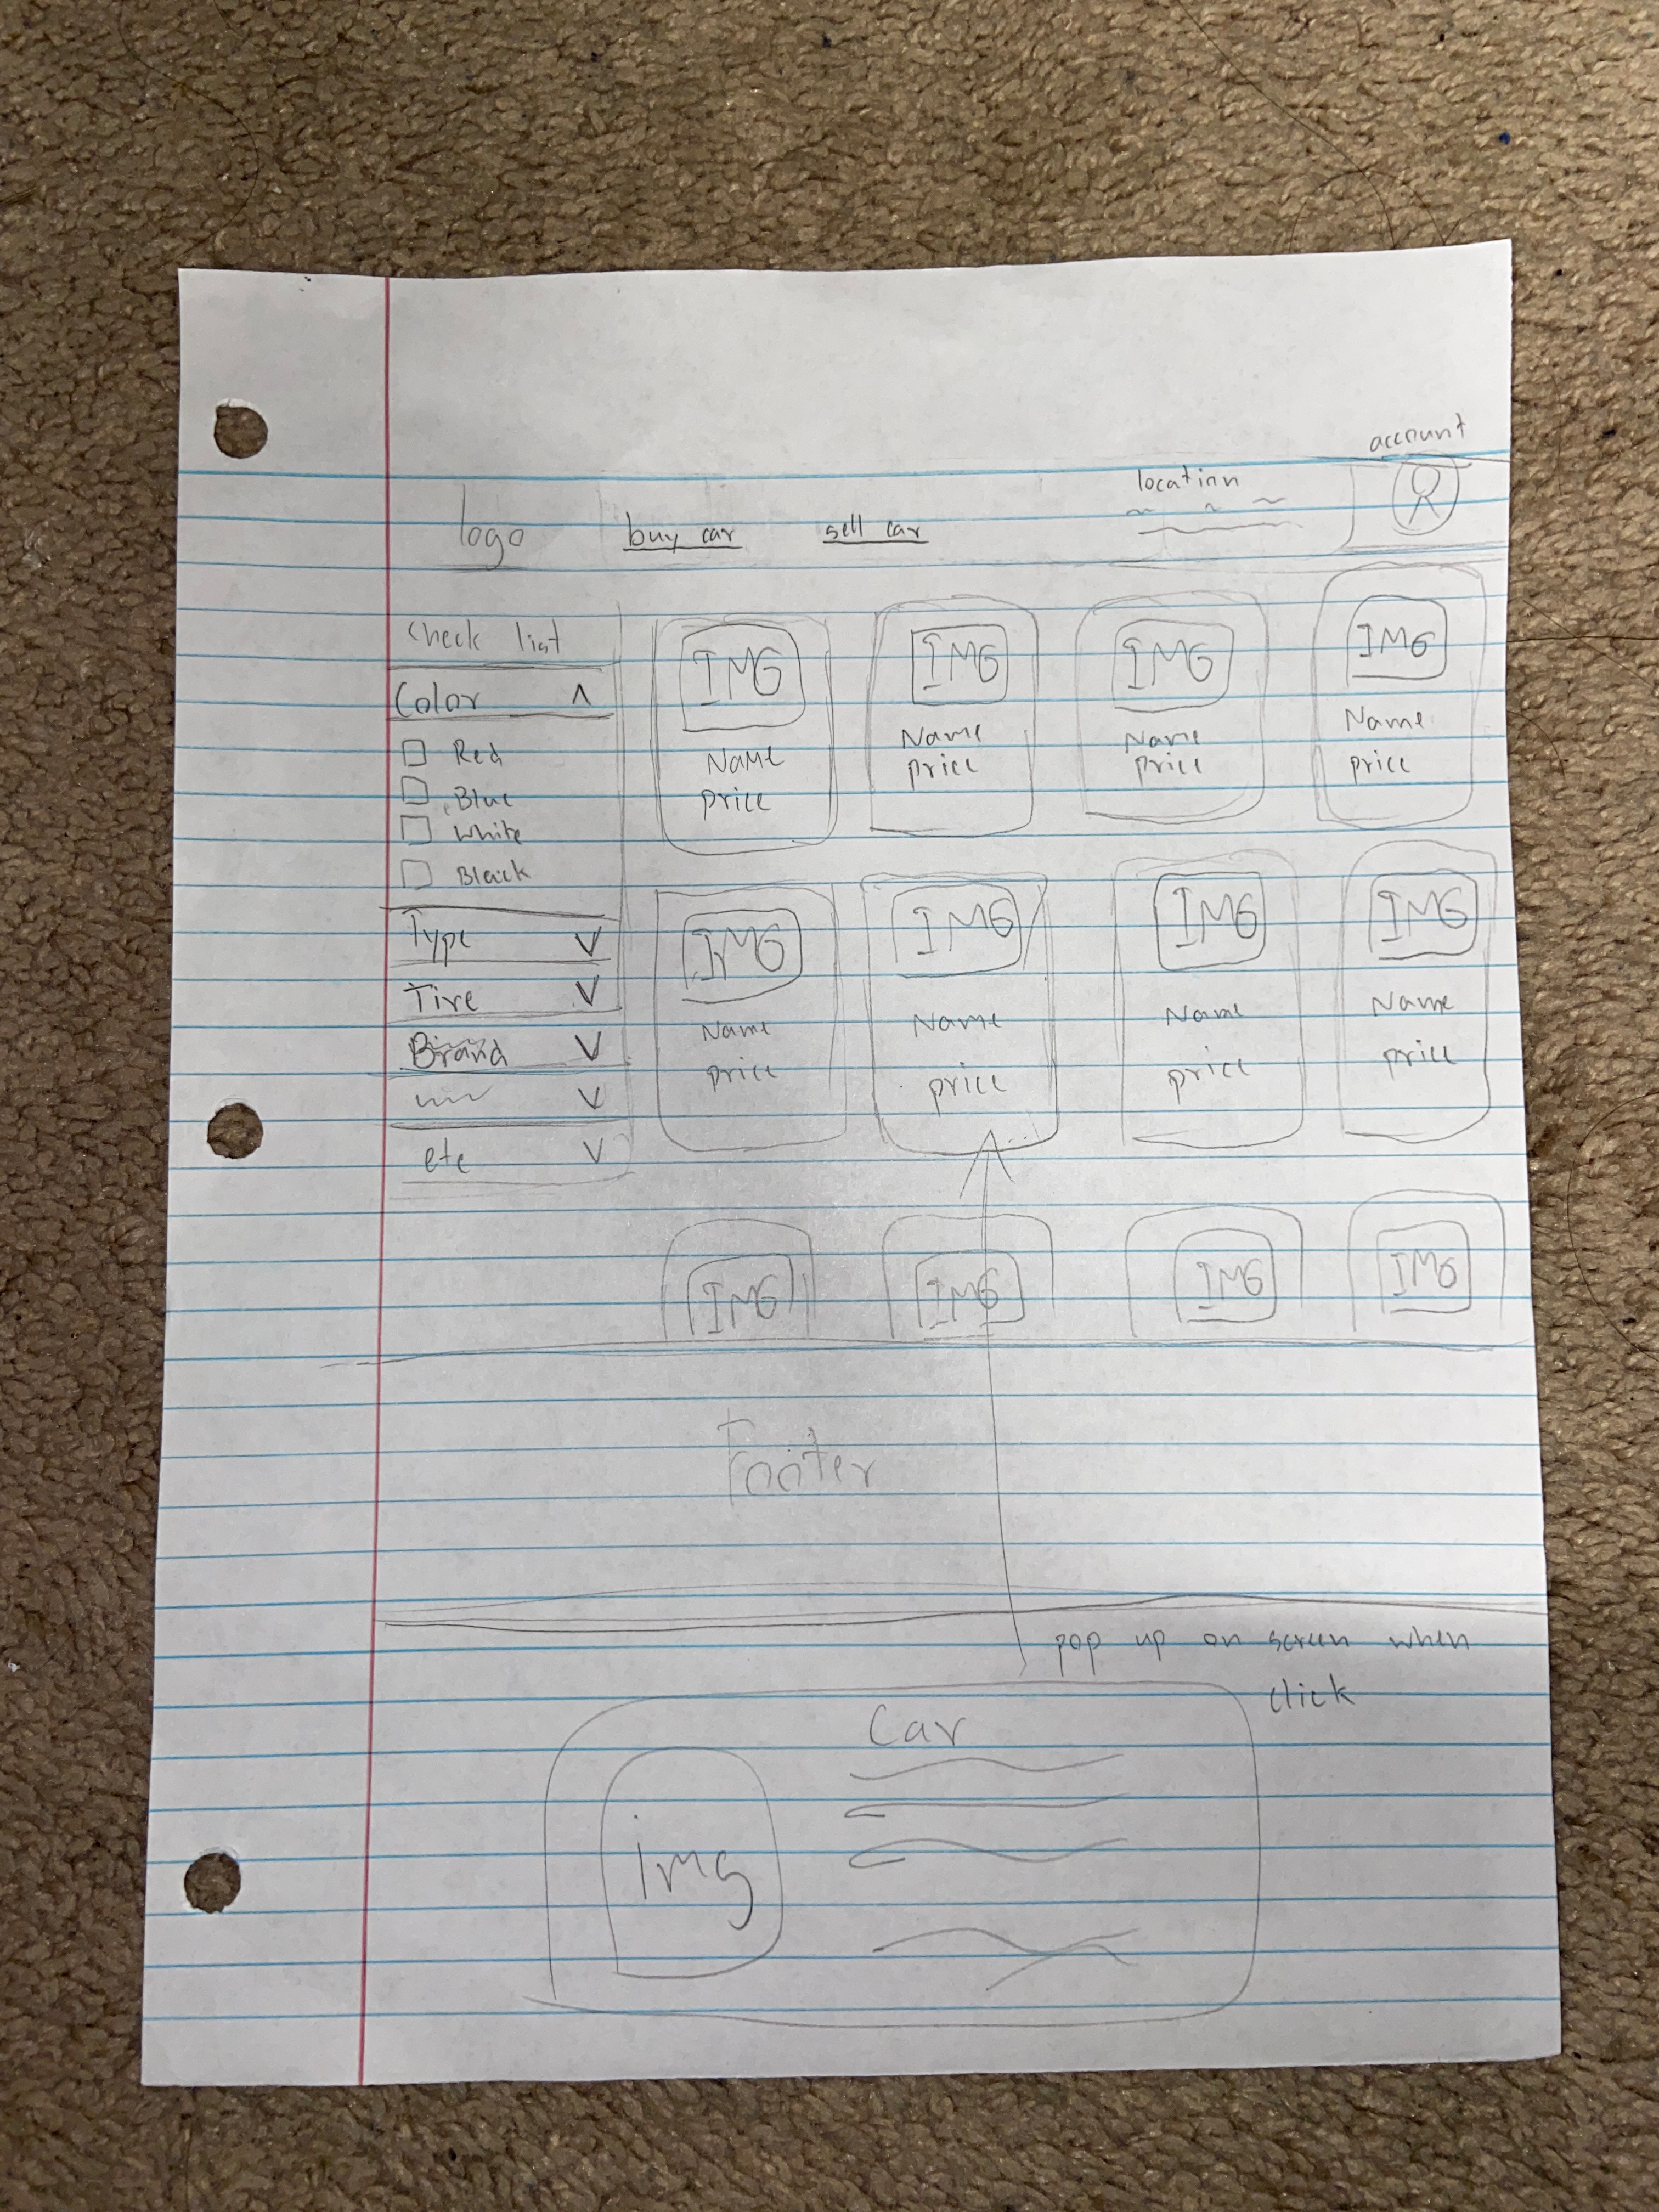 account
logo buy car sell car location
check list
Color ʌ
Red
Blue
White
Black
Type V
Tire V
Brand V
V
etc V
IMG IMG IMG IMG
Name Name Name Name
price price price price
IMG IMG IMG IMG
Name Name Name Name
price price price price
IMG IMG IMG IMG
Footer
pop up on screen when
click
Car
img